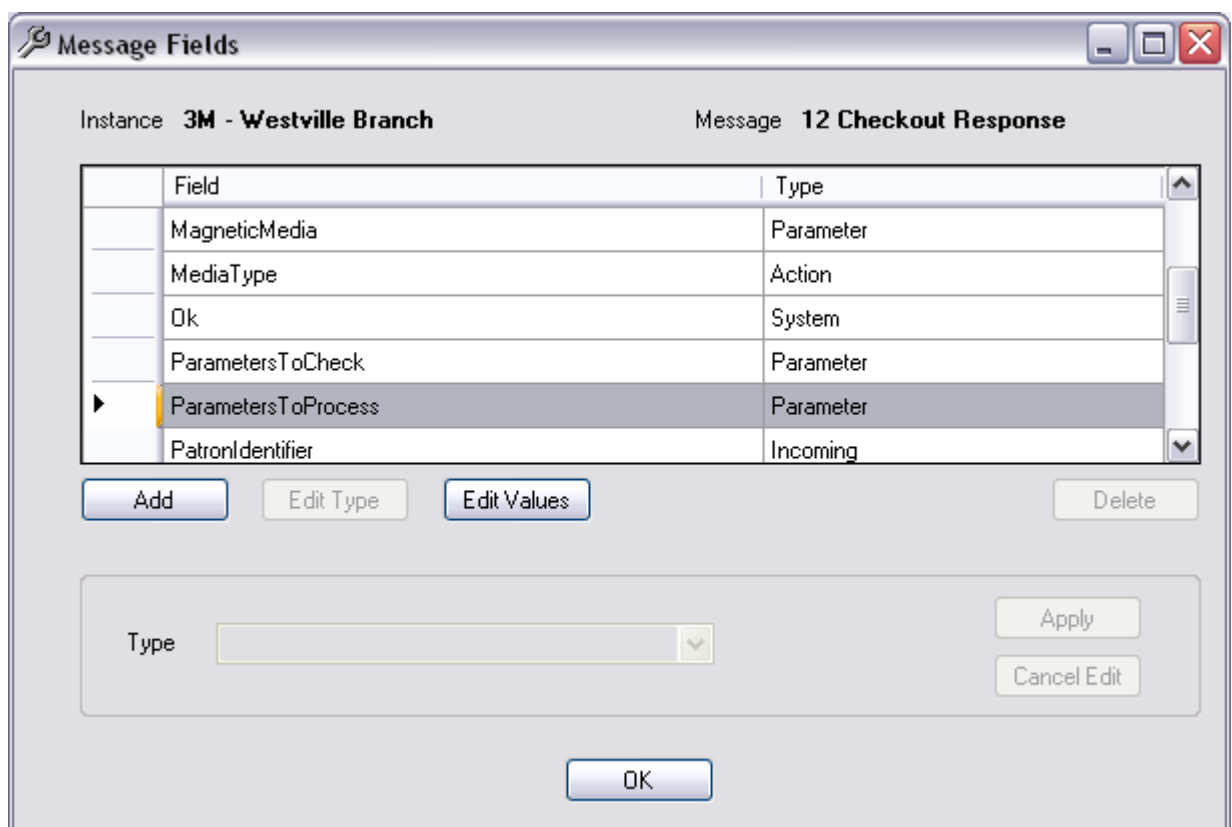 Message Fields
Instance 3M - Westville Branch Message 12 Checkout Response
Field Type
MagneticMedia Parameter
MediaType Action
Ok System
ParametersToCheck Parameter
ParametersToProcess Parameter
PatronIdentifier Incoming
Add Edit Type Edit Values Delete
Type Apply
Cancel Edit
OK